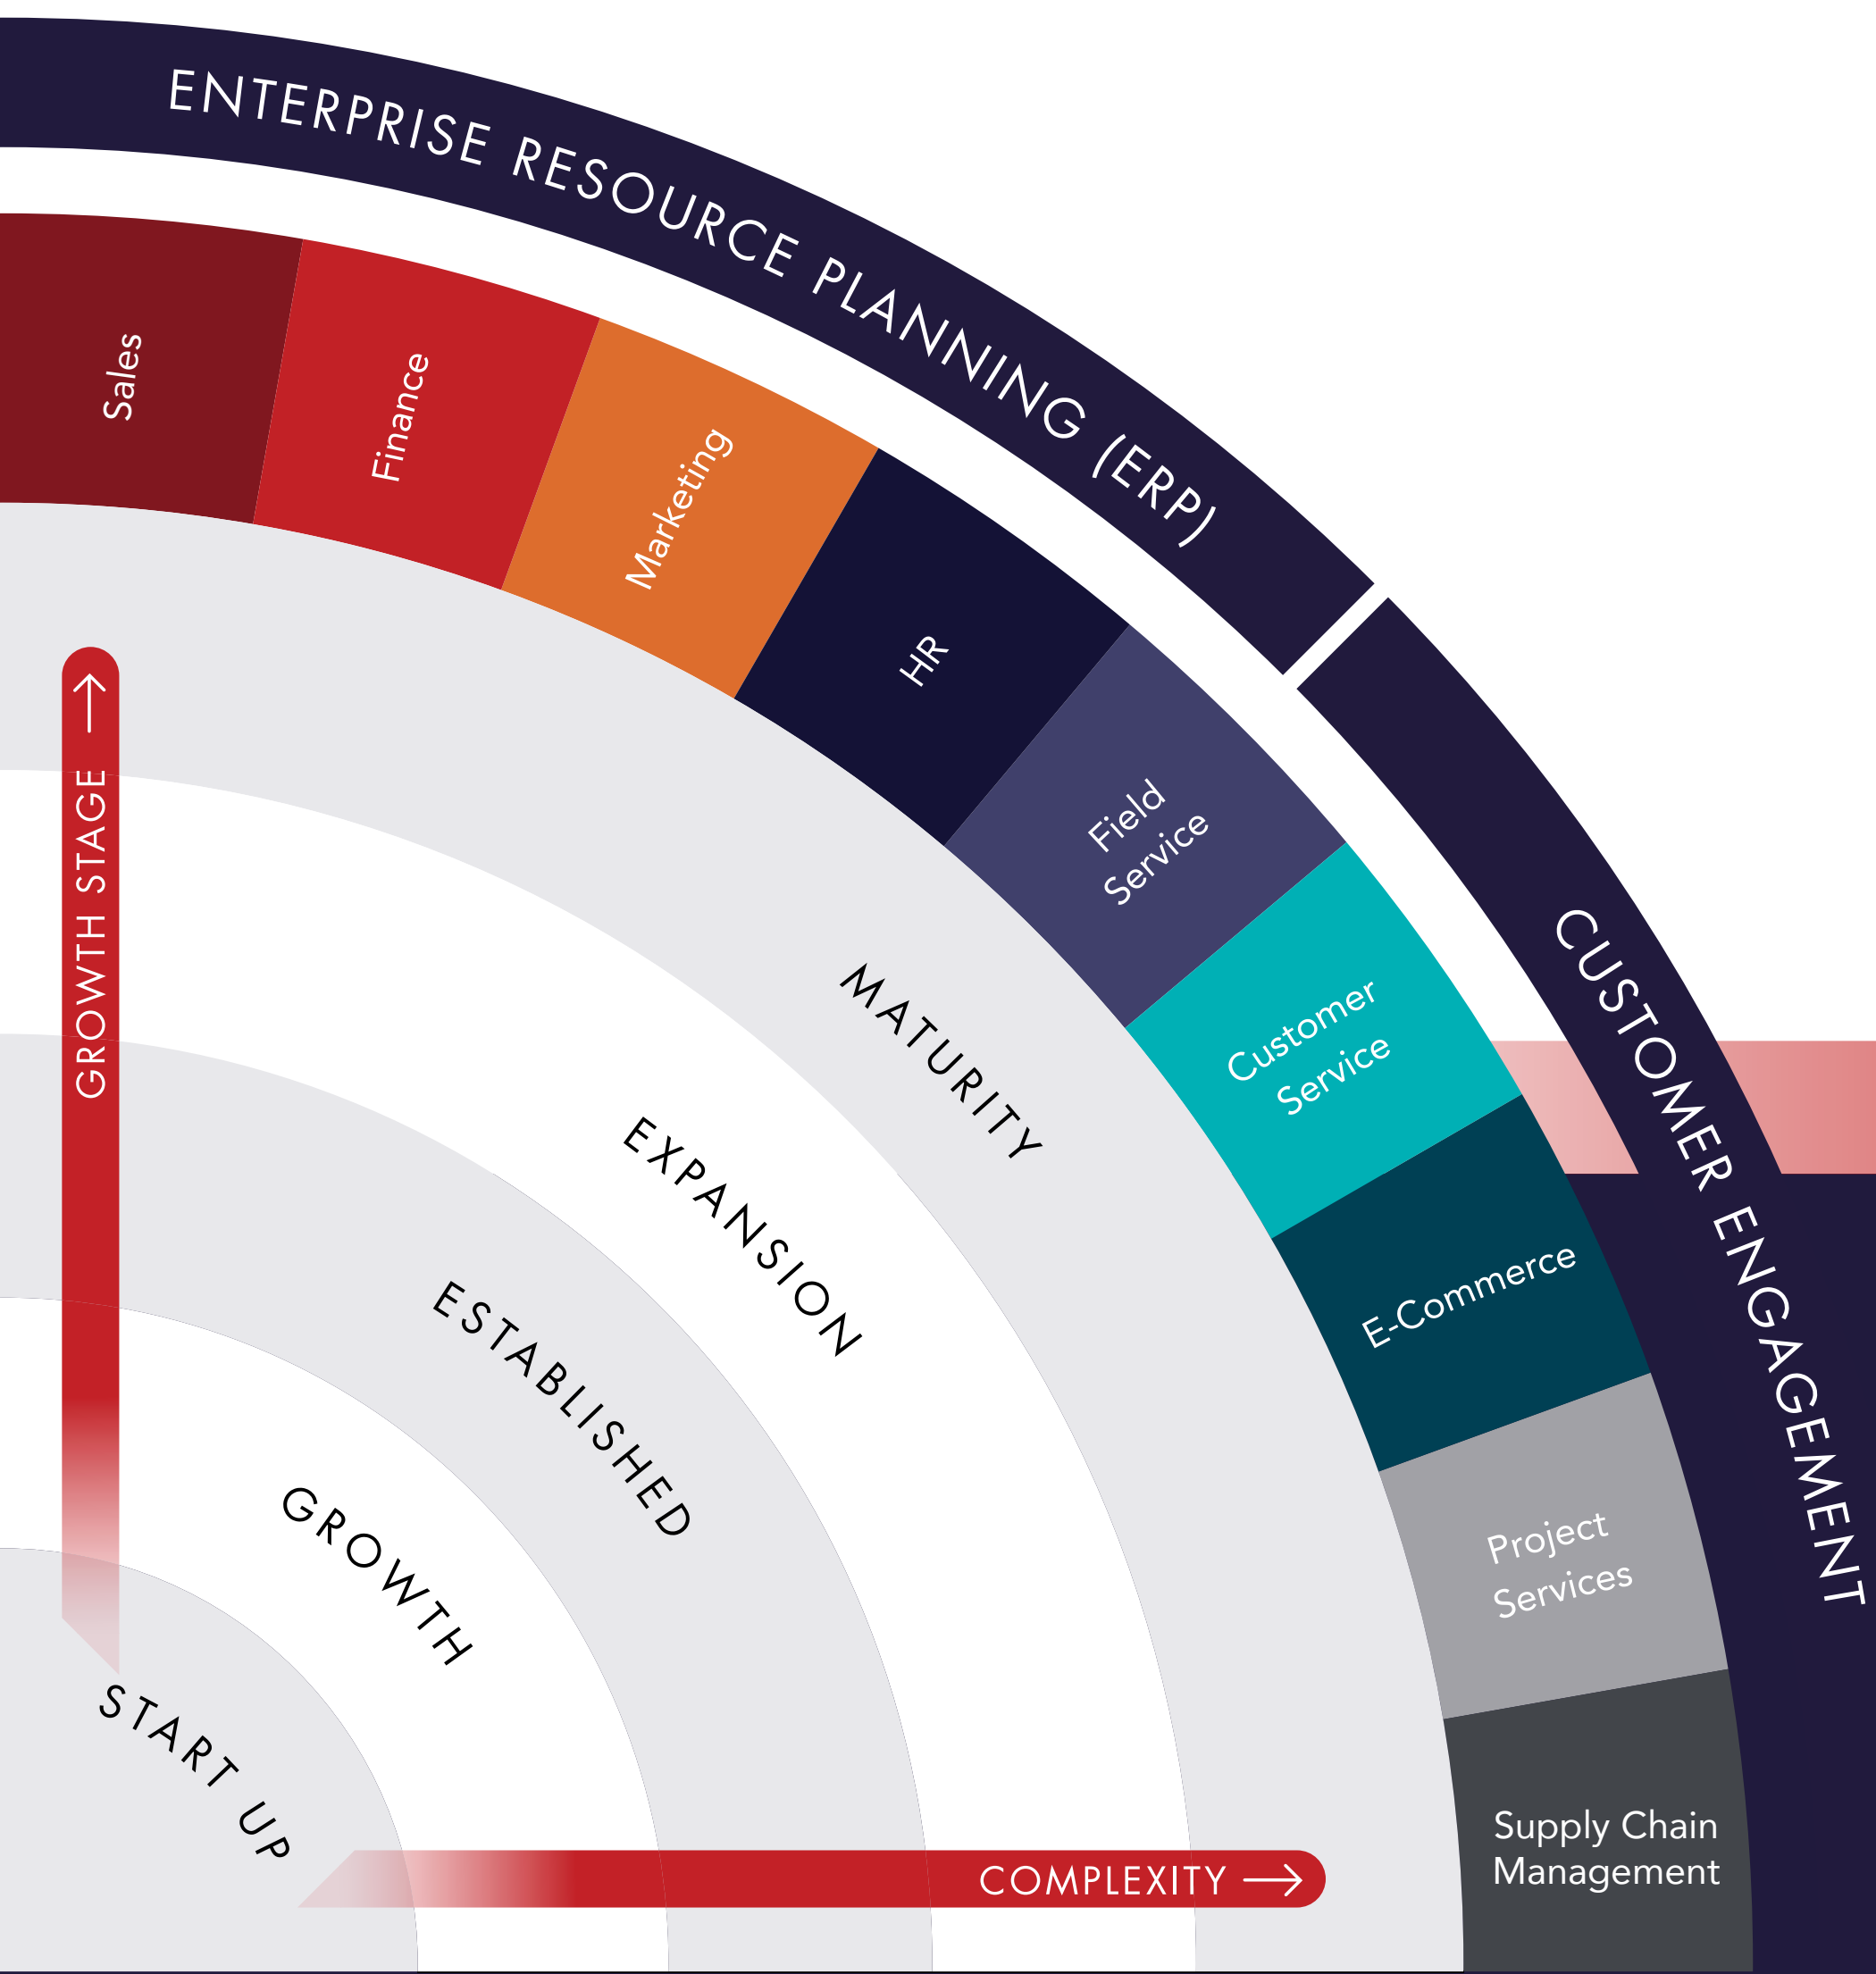 ENTERPRISE RESOURCE PLANNING (ERP)
CUSTOMER ENGAGEMENT
Sales
Finance
Marketing
HR
Field
Service
Customer
Service
E-Commerce
Project
Services
Supply Chain
Management
GROWTH STAGE
MATURITY
EXPANSION
ESTABLISHED
GROWTH
START UP
COMPLEXITY